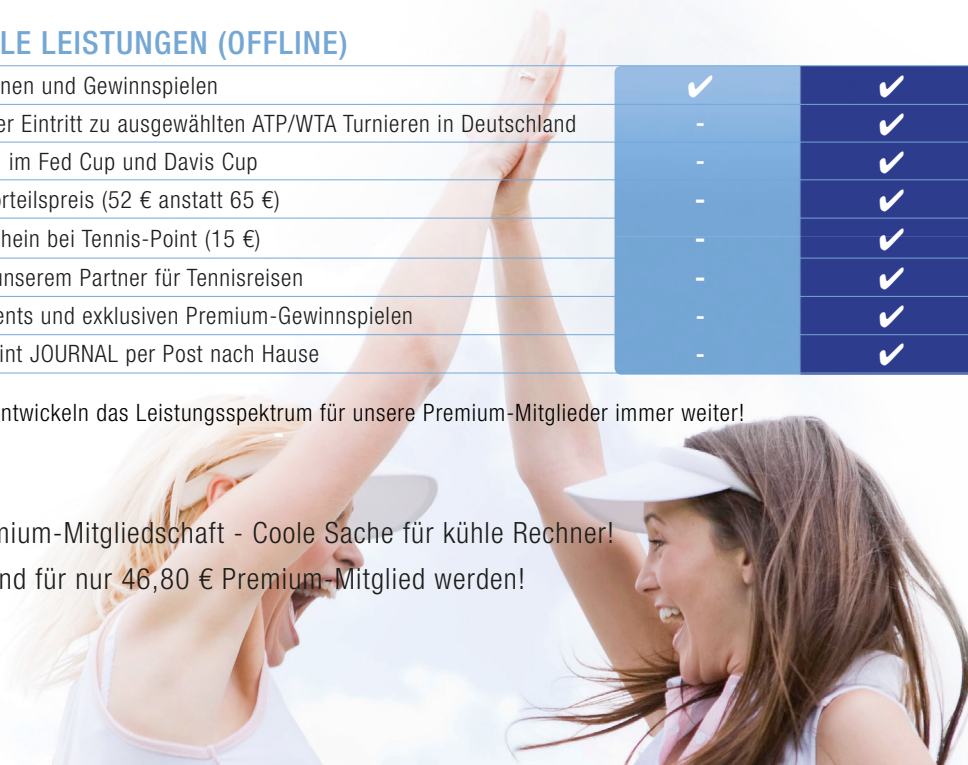 LE LEISTUNGEN (OFFLINE)
nen und Gewinnspielen ✔ ✔
er Eintritt zu ausgewählten ATP/WTA Turnieren in Deutschland - ✔
im Fed Cup und Davis Cup - ✔
rteilspreis (52 € anstatt 65 €) - ✔
hein bei Tennis-Point (15 €) - ✔
unserem Partner für Tennisreisen - ✔
ents und exklusiven Premium-Gewinnspielen - ✔
int JOURNAL per Post nach Hause - ✔
ntwickeln das Leistungsspektrum für unsere Premium-Mitglieder immer weiter!
mium-Mitgliedschaft - Coole Sache für kühle Rechner!
nd für nur 46,80 € Premium-Mitglied werden!